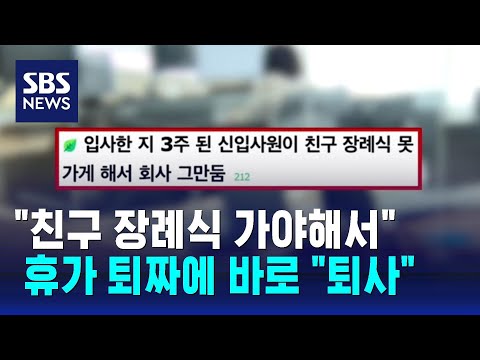 SBS
NEWS
입사한 지 3주 된 신입사원이 친구 장례식 못
가게 해서 회사 그만둠 212
"친구 장례식 가야해서"
휴가 퇴짜에 바로 "퇴사"